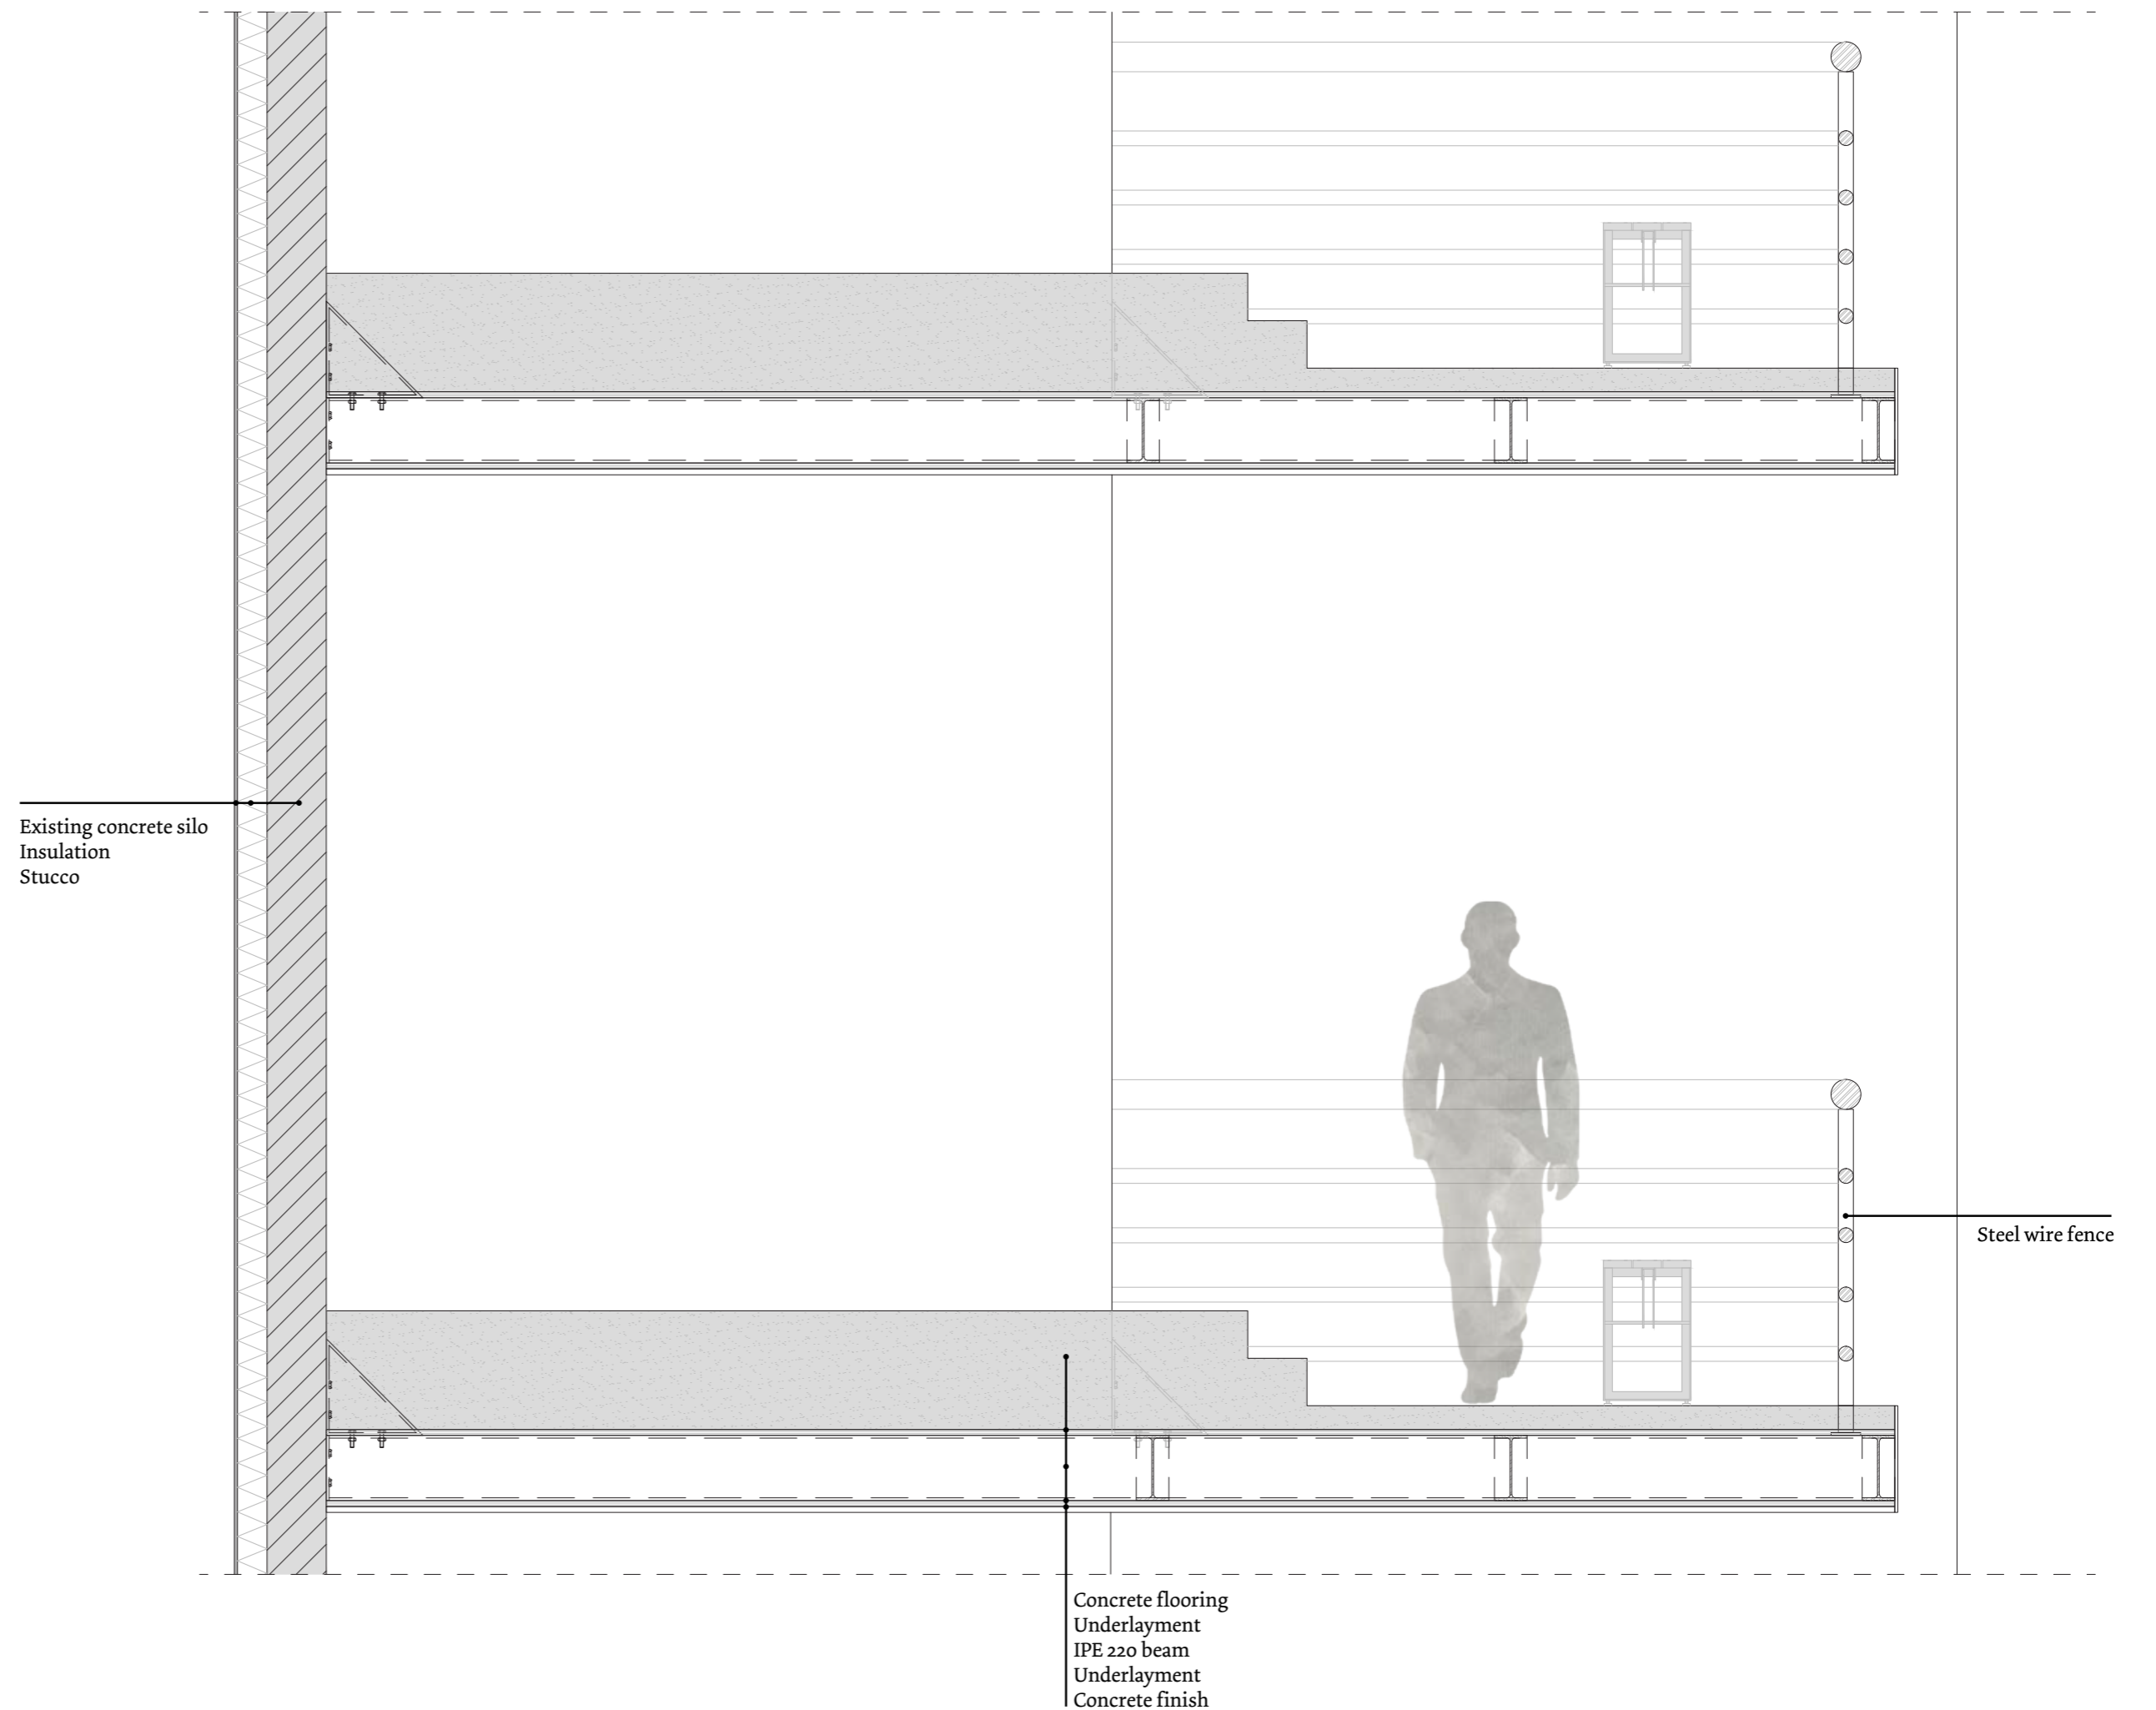 Existing concrete silo
Insulation
Stucco
Steel wire fence
Concrete flooring
Underlayment
IPE 220 beam
Underlayment
Concrete finish